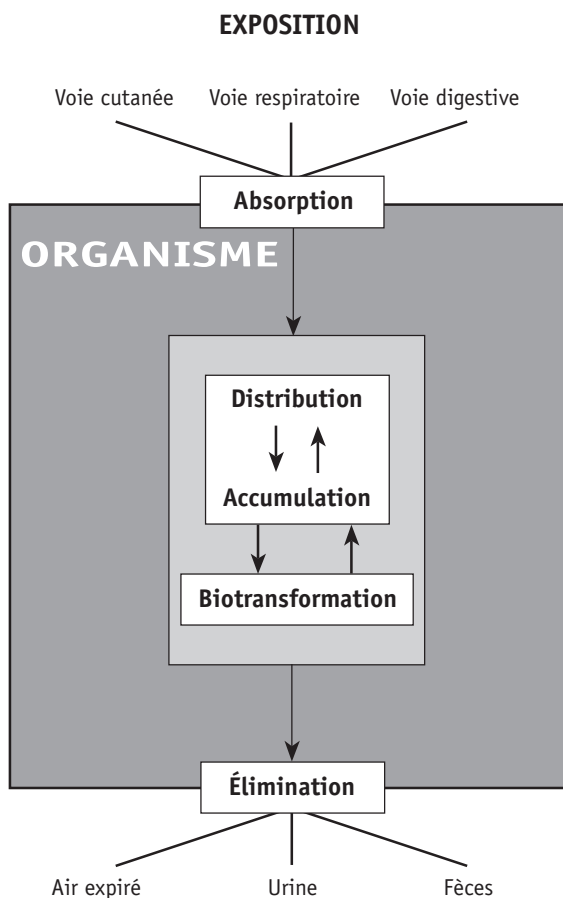 EXPOSITION
Voie cutanée Voie respiratoire Voie digestive
Absorption
ORGANISME
Distribution
Accumulation
Biotransformation
Élimination
Air expiré Urine Fèces